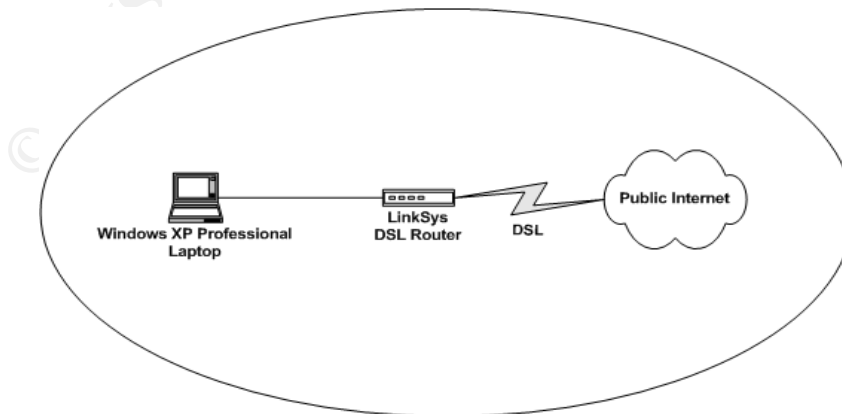 ©
Windows XP Professional
Laptop
LinkSys
DSL Router
DSL
Public Internet